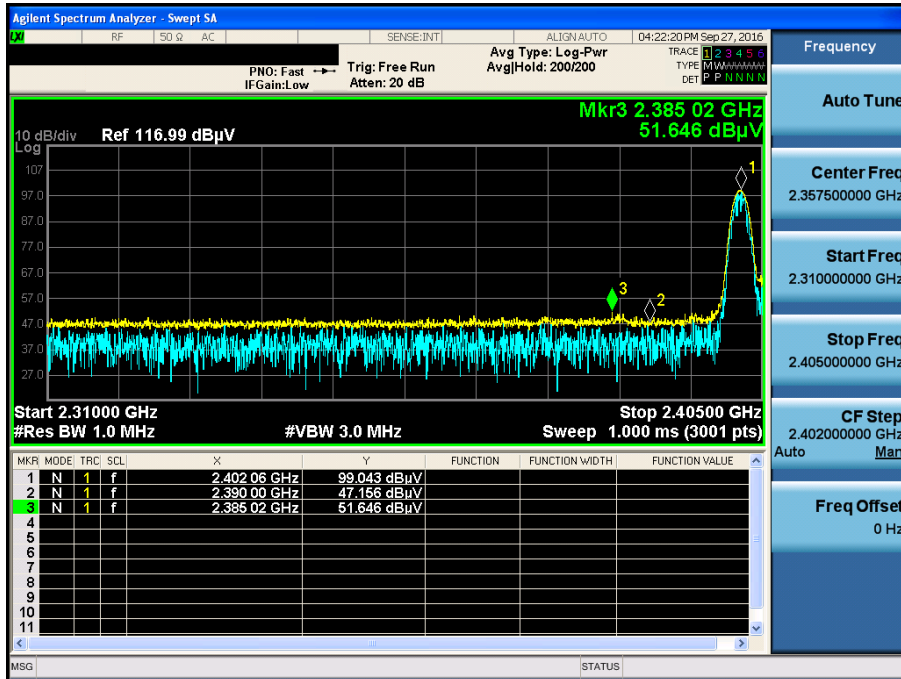 Agilent Spectrum Analyzer - Swept SA
LXI RF 50 Ω AC SENSE:INT ALIGN AUTO 04:22:20 PM Sep 27, 2016
PNO: Fast
IFGain:Low
Trig: Free Run
Atten: 20 dB
Avg Type: Log-Pwr
Avg|Hold: 200/200
TRACE 1 2 3 4 5 6
TYPE MWWWWW
DET P P N N N N
Mkr3 2.385 02 GHz
51.646 dBµV
10 dB/div Ref 116.99 dBµV
Log
107
97.0
87.0
77.0
67.0
57.0
47.0
37.0
27.0
1
2
3
Start 2.31000 GHz Stop 2.40500 GHz
#Res BW 1.0 MHz #VBW 3.0 MHz Sweep 1.000 ms (3001 pts)
MKR MODE TRC SCL X Y FUNCTION FUNCTION WIDTH FUNCTION VALUE
1 N 1 f 2.402 06 GHz 99.043 dBµV
2 N 1 f 2.390 00 GHz 47.156 dBµV
3 N 1 f 2.385 02 GHz 51.646 dBµV
4
5
6
7
8
9
10
11
MSG STATUS
Frequency
Auto Tune
Center Freq
2.357500000 GHz
Start Freq
2.310000000 GHz
Stop Freq
2.405000000 GHz
CF Step
2.402000000 GHz
Auto Man
Freq Offset
0 Hz